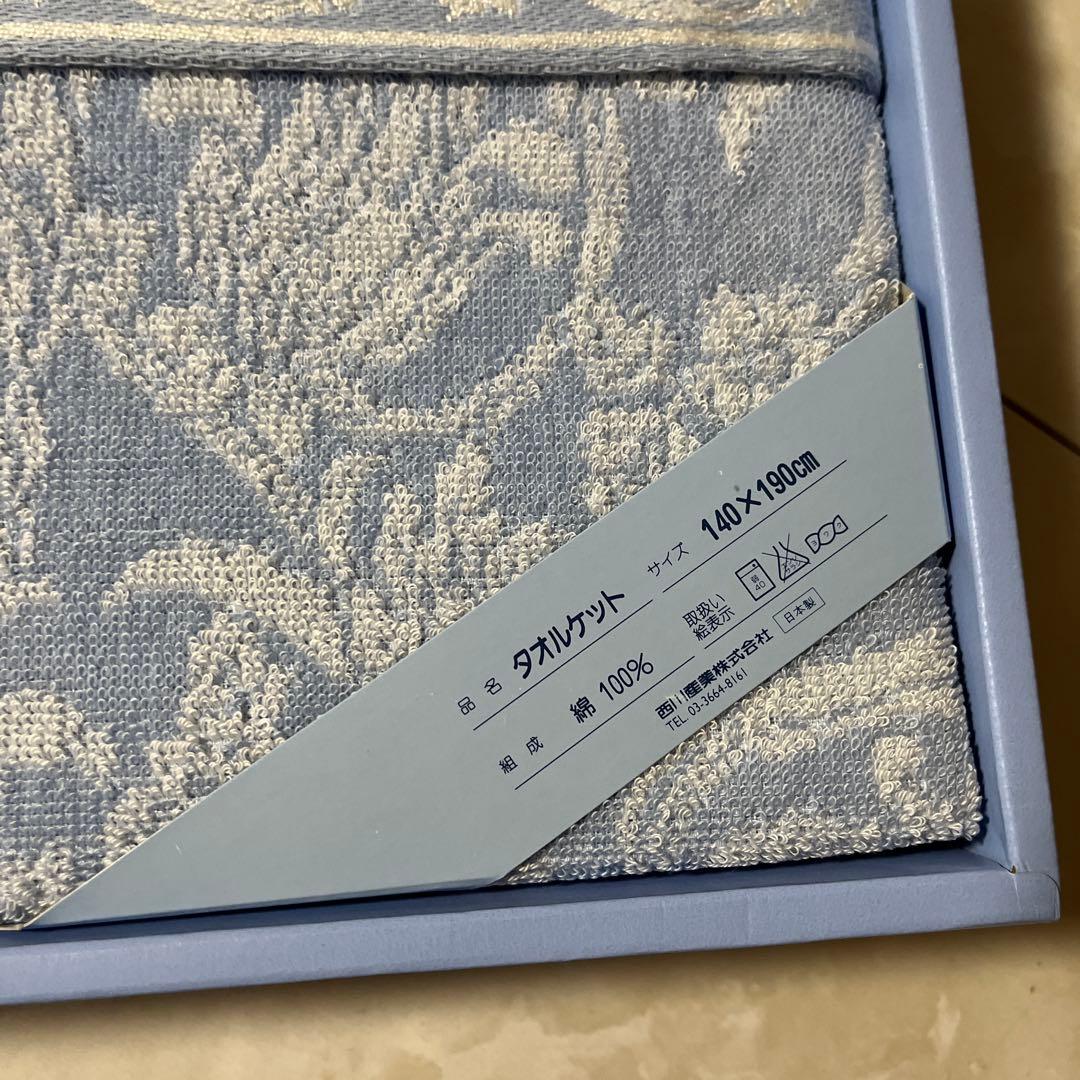 品名 タオルケット サイズ 140×190cm
組成 綿 100% 取扱い
絵表示 弱
40
西川産業株式会社 日本製
TEL 03-3664-8161